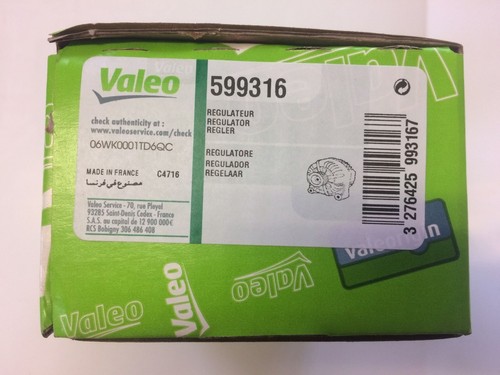 Valeo
check authenticity at :
www.valeoservice.com/check
06WK0001TD6QC
MADE IN FRANCE C4716
مصنوع في فرنسا
Valeo Service - 70, rue Pleyel,
93285 Saint-Denis Cedex - France
S.A.S. au capital de 12 900 000€
RCS Bobigny 306 486 408
599316
REGULATEUR
REGULATOR
REGLER
REGULATORE
REGULADOR
REGELAAR
3 276425 993167
Valeo
Valeo
Valeo
Valeo